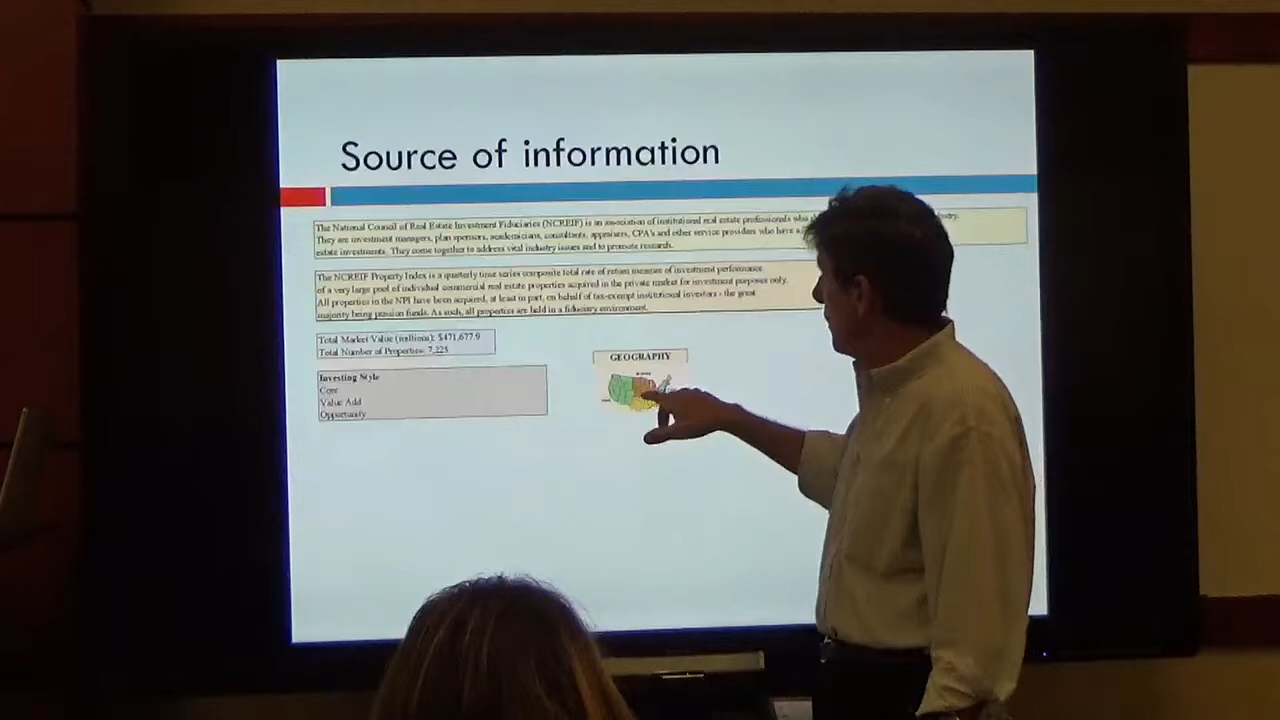 Source of information
The National Council of Real Estate Investment Fiduciaries (NCREIF) is an association of institutional real estate professionals who
They are investment managers, plan sponsors, academicians, consultants, appraisers, CPA's and other service providers who have a
estate investments. They come together to address vital industry issues and to promote research.
The NCREIF Property Index is a quarterly time series composite total rate of return measure of investment performance
of a very large pool of individual commercial real estate properties acquired in the private market for investment purposes only.
All properties in the NPI have been acquired, at least in part, on behalf of tax-exempt institutional investors - the great
majority being pension funds. As such, all properties are held in a fiduciary environment.
Total Market Value (millions): $471,677.9
Total Number of Properties: 7,225
GEOGRAPHY
Investing Style
Core
Value Add
Opportunity